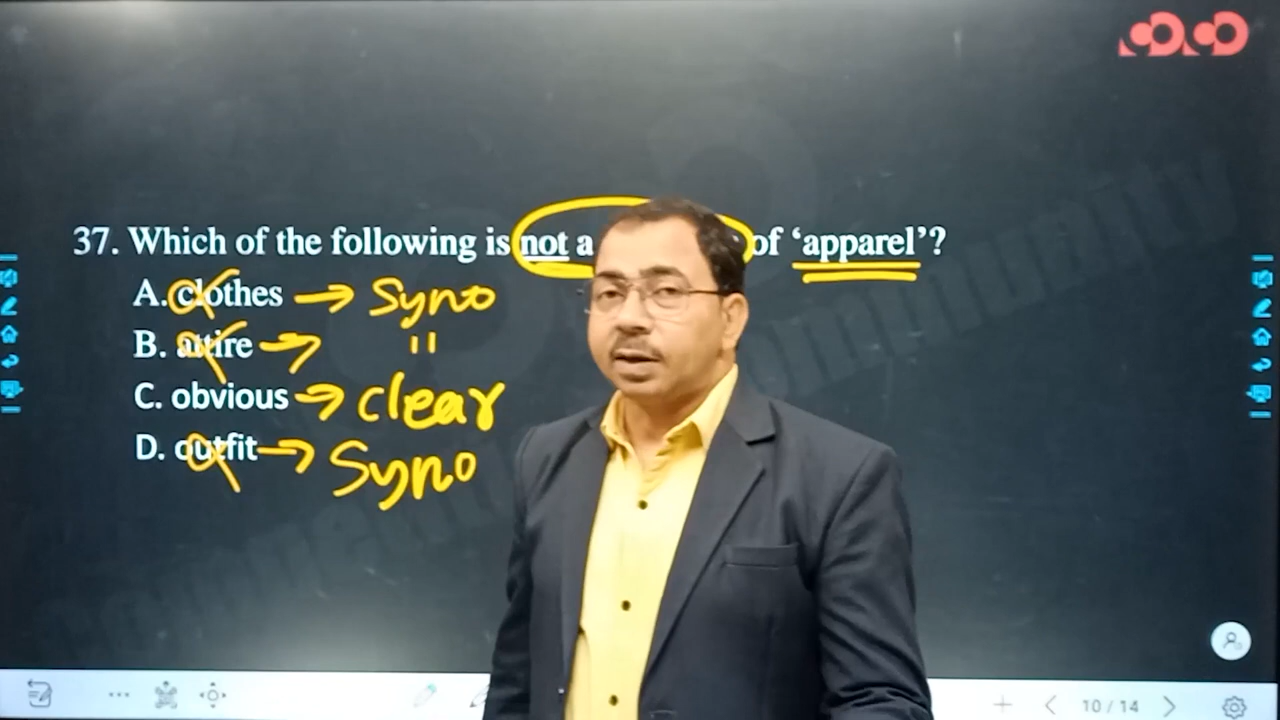 37. Which of the following is not a of ‘apparel’?
A. clothes → Syno
B. attire → "
C. obvious → clear
D. outfit → Syno
10/14